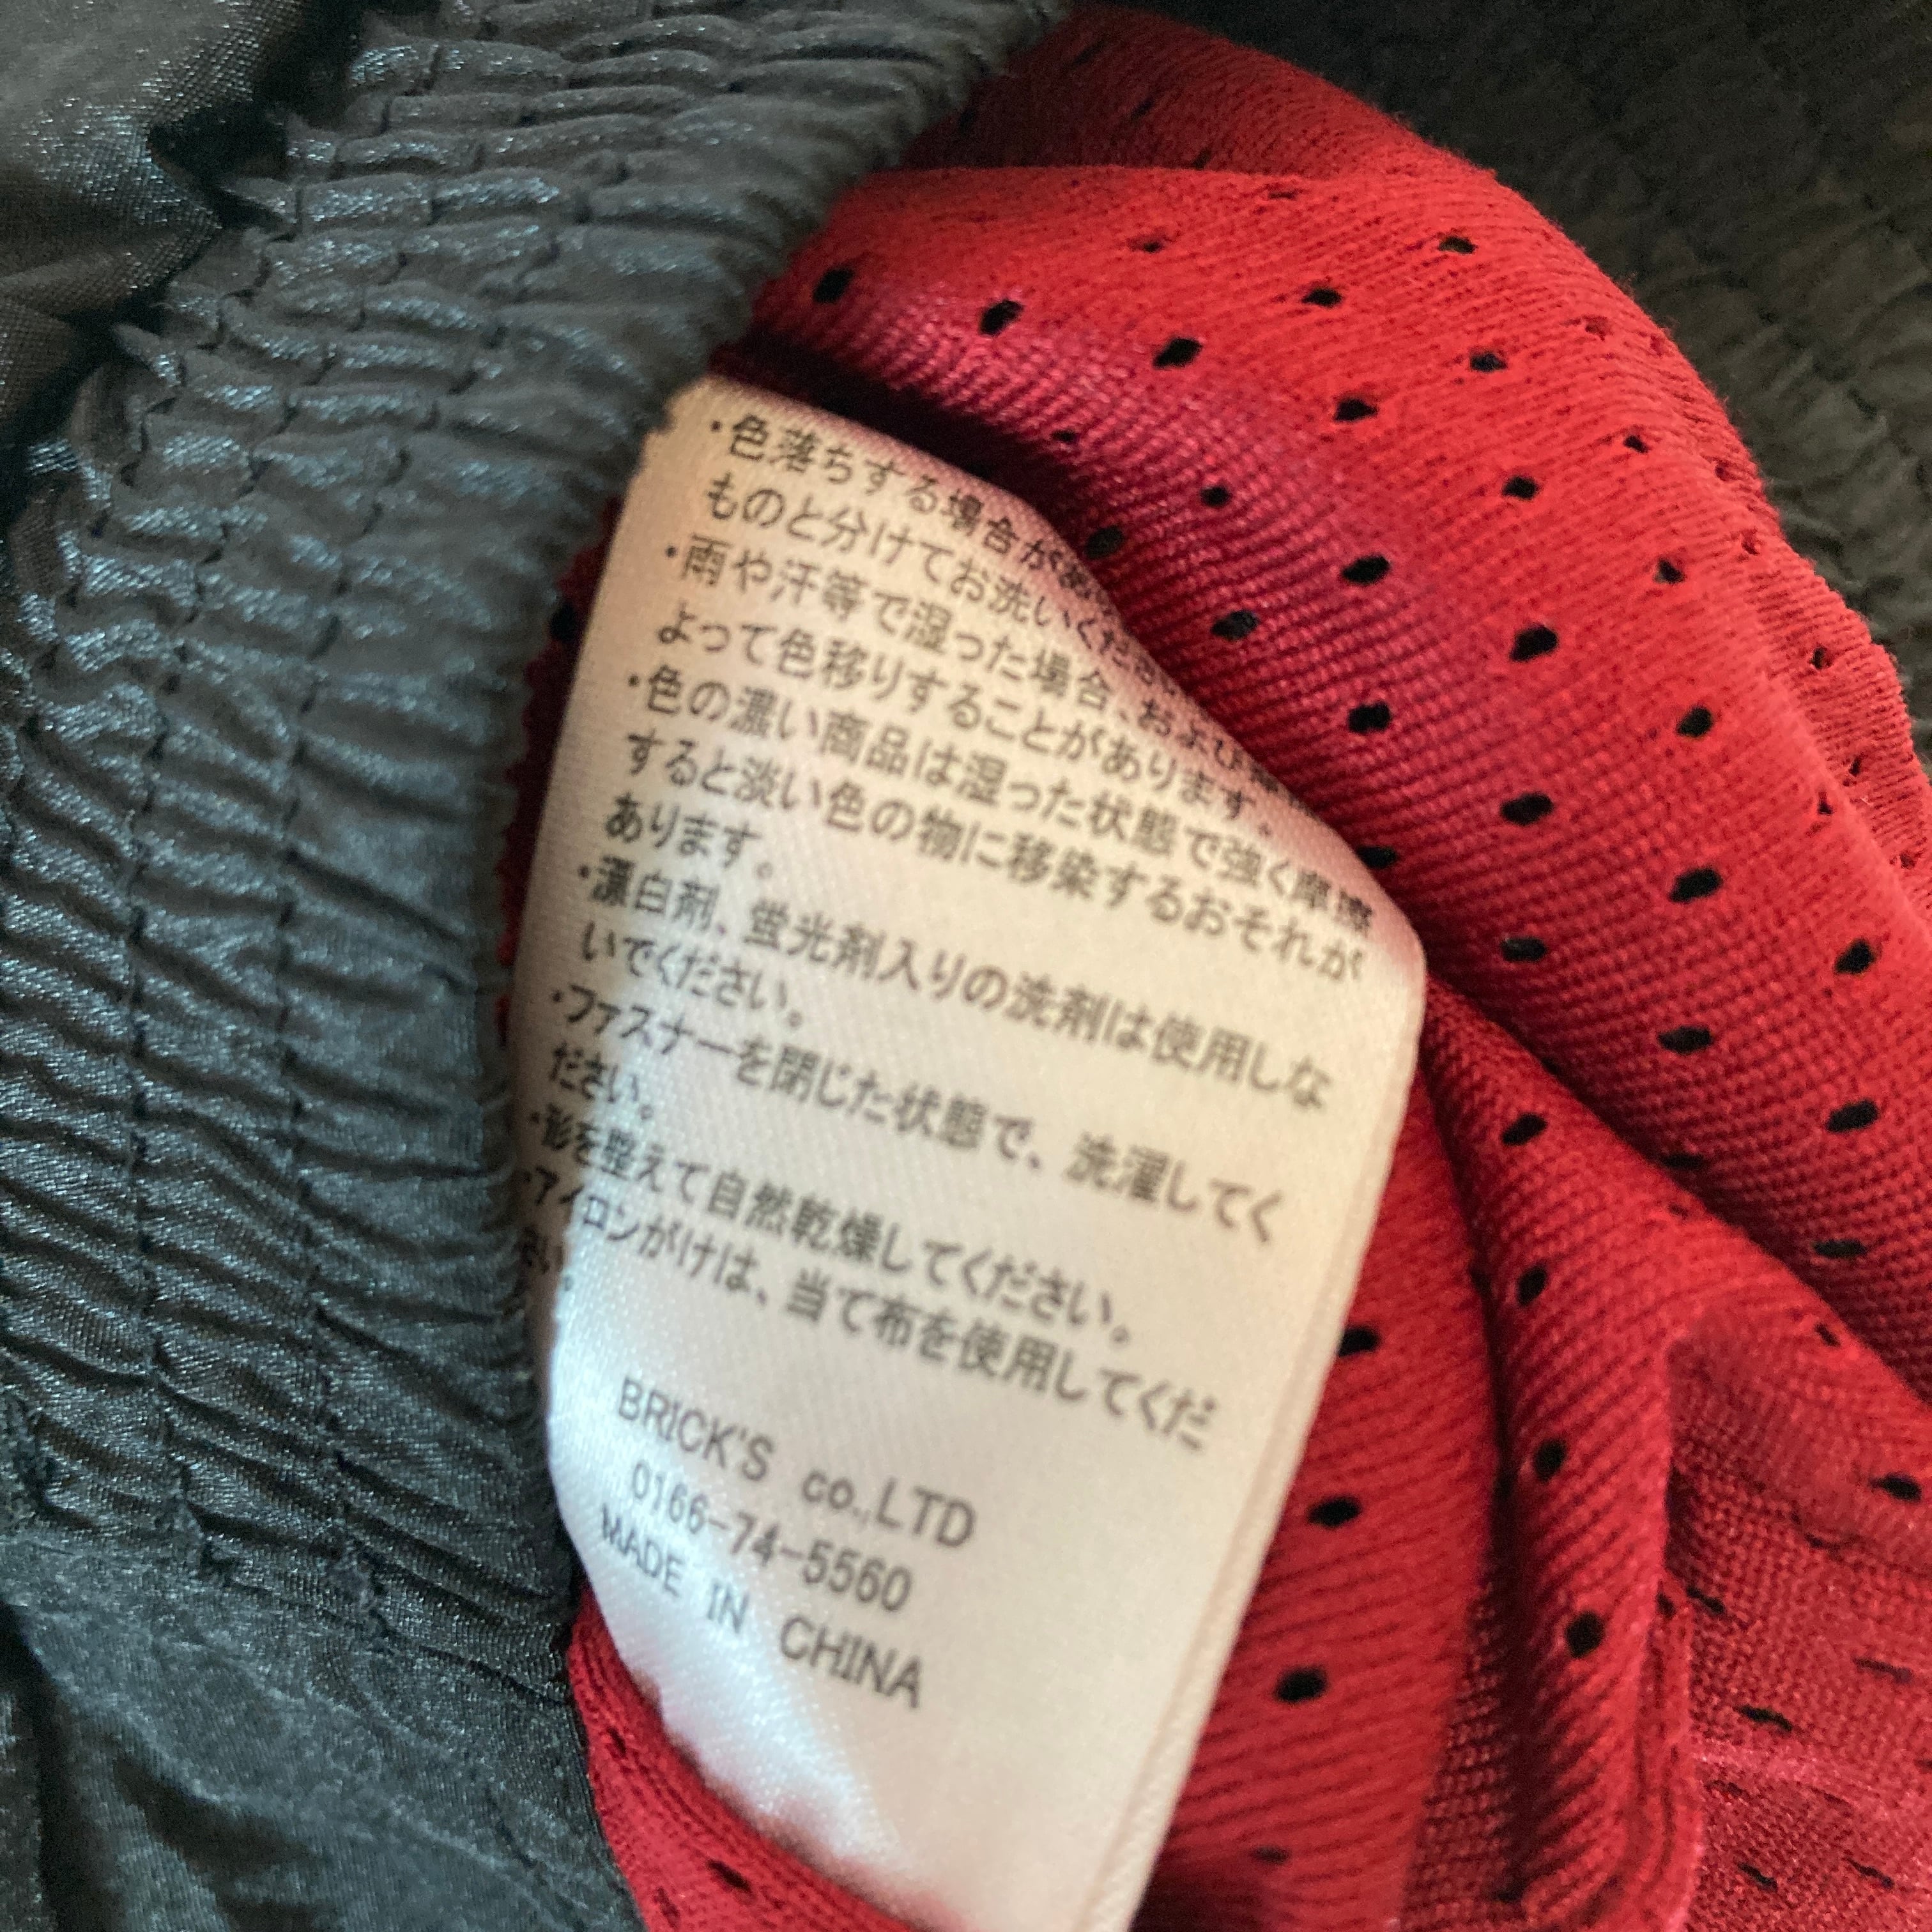 ・色落ちする場合が
ものと分けてお洗いくだ
・雨や汗等で湿った場合、および
よって色移りすることがあります。
・色の濃い商品は湿った状態で強く摩擦
すると淡い色の物に移染するおそれが
あります。
・漂白剤、蛍光剤入りの洗剤は使用しな
いでください。
・ファスナーを閉じた状態で、洗濯してく
ださい。
・形を整えて自然乾燥してください。
・アイロンがけは、当て布を使用してくだ
さい。
BRICK'S co.,LTD
0166-74-5560
MADE IN CHINA